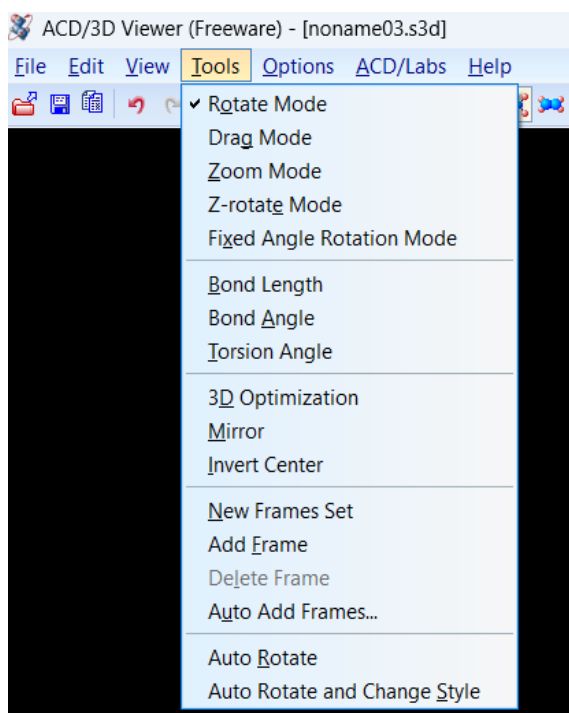 ACD/3D Viewer (Freeware) - [noname03.s3d]
File Edit View Tools Options ACD/Labs Help
Rotate Mode
Drag Mode
Zoom Mode
Z-rotate Mode
Fixed Angle Rotation Mode
Bond Length
Bond Angle
Torsion Angle
3D Optimization
Mirror
Invert Center
New Frames Set
Add Frame
Delete Frame
Auto Add Frames...
Auto Rotate
Auto Rotate and Change Style